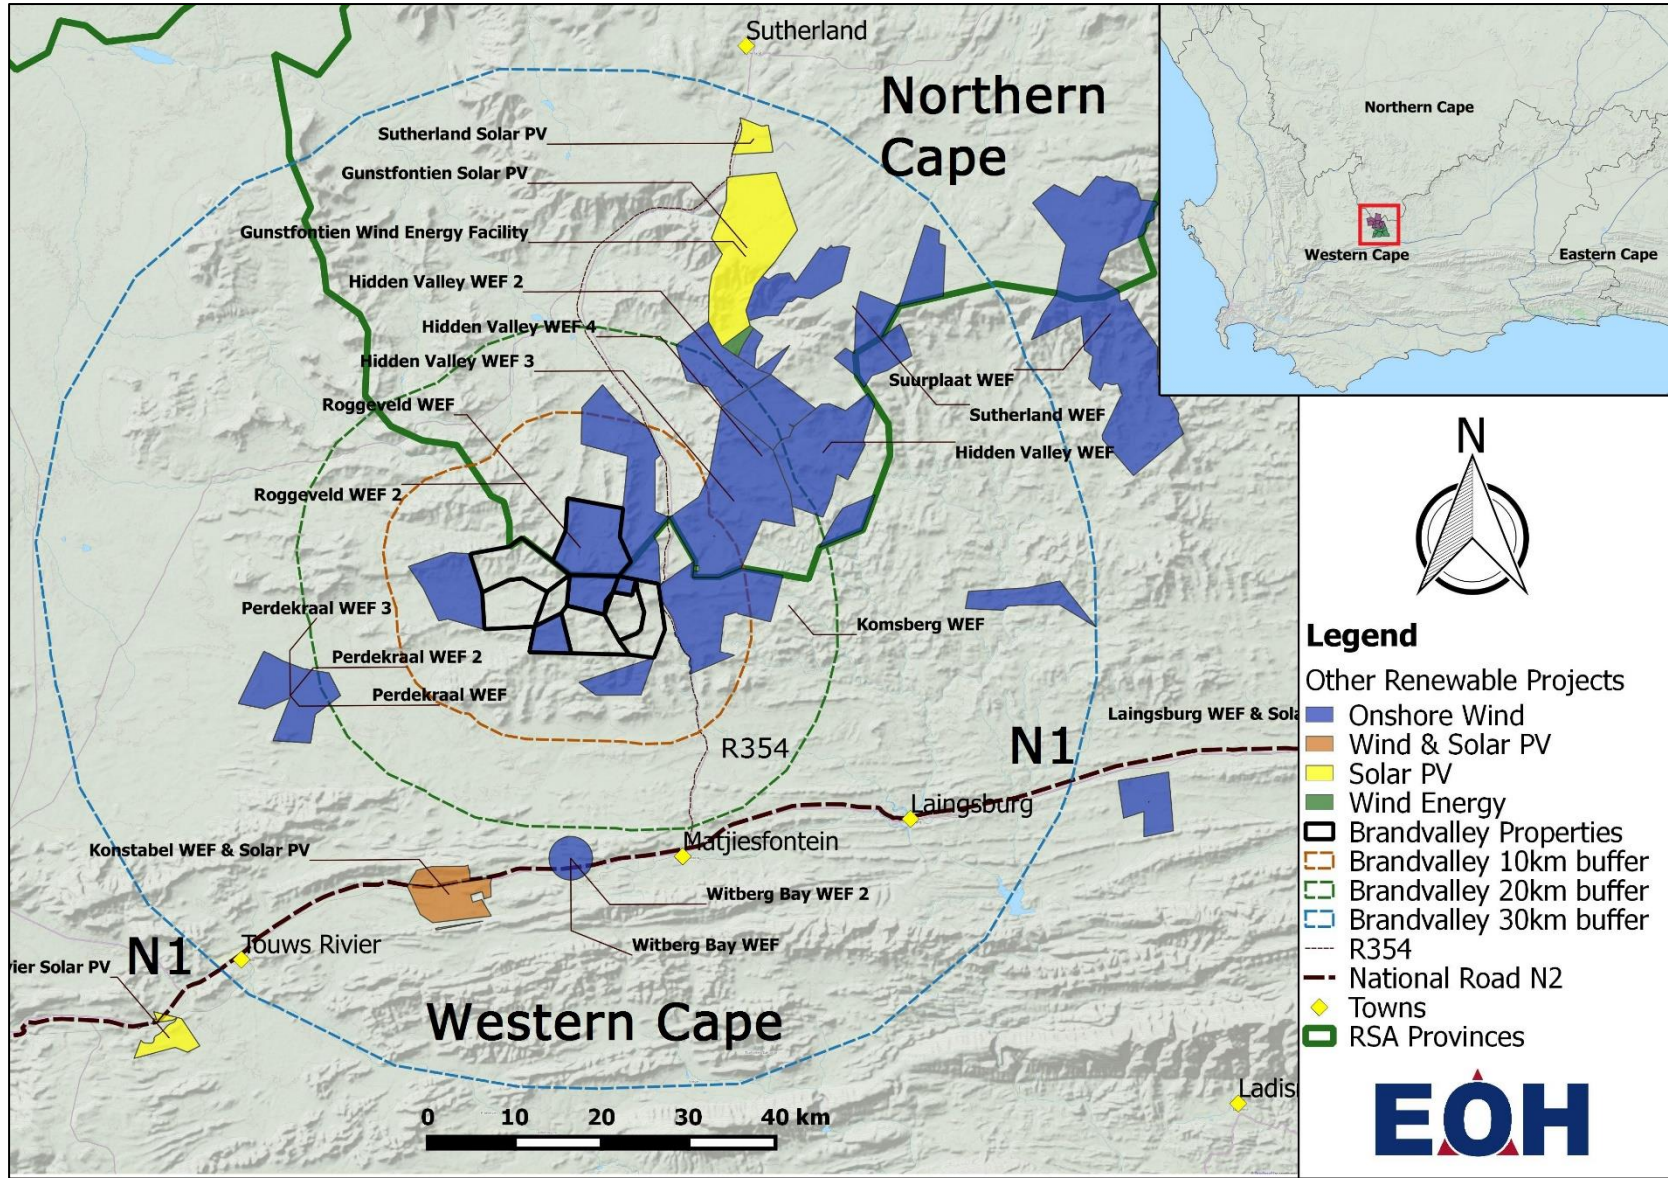 Sutherland
Northern
Cape
Sutherland Solar PV
Gunstfontien Solar PV
Gunstfontien Wind Energy Facility
Hidden Valley WEF 2
Hidden Valley WEF 4
Hidden Valley WEF 3
Roggeveld WEF
Roggeveld WEF 2
Suurplaat WEF
Sutherland WEF
Hidden Valley WEF
Perdekraal WEF 3
Perdekraal WEF 2
Perdekraal WEF
Komsberg WEF
Laingsburg WEF & Sola
R354
N1
Laingsburg
Matjiesfontein
Konstabel WEF & Solar PV
Witberg Bay WEF 2
Witberg Bay WEF
Touws Rivier
N1
vier Solar PV
Western Cape
Ladis
0 10 20 30 40 km
Northern Cape
Western Cape
Eastern Cape
N
Legend
Other Renewable Projects
Onshore Wind
Wind & Solar PV
Solar PV
Wind Energy
Brandvalley Properties
Brandvalley 10km buffer
Brandvalley 20km buffer
Brandvalley 30km buffer
R354
National Road N2
Towns
RSA Provinces
EOH